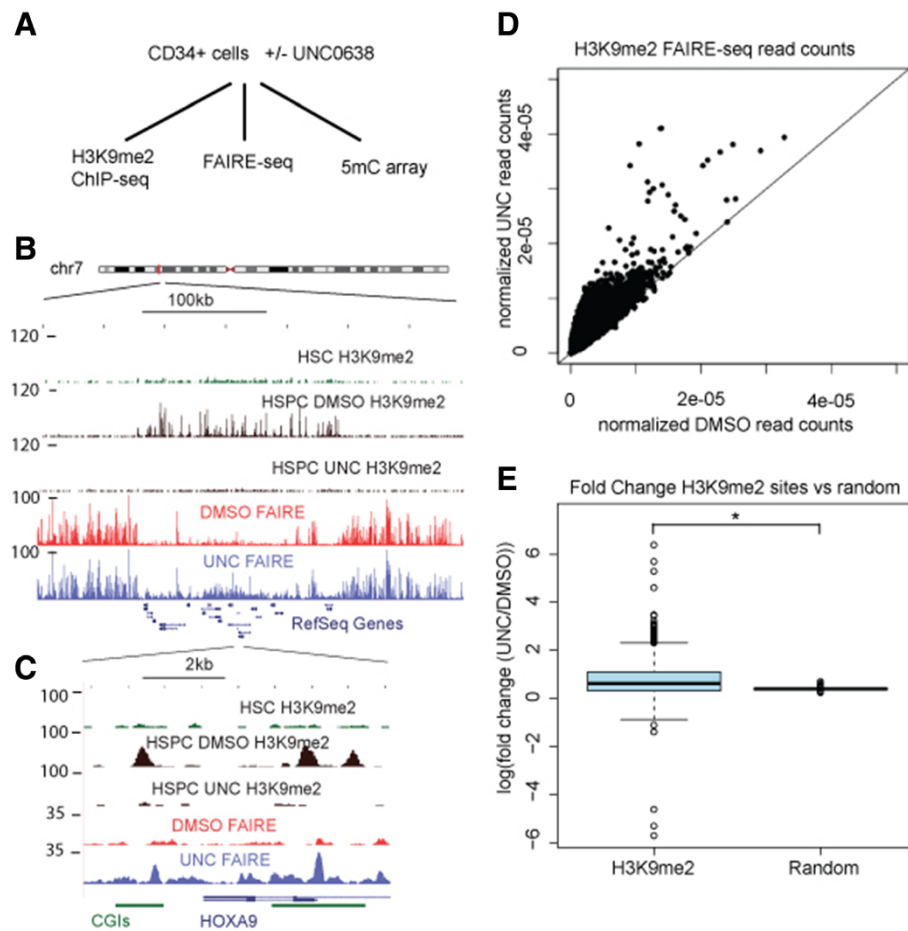 A
CD34+ cells +/- UNC0638
H3K9me2
ChIP-seq
FAIRE-seq
5mC array
B
chr7
100kb
120
HSC H3K9me2
120
HSPC DMSO H3K9me2
120
HSPC UNC H3K9me2
100
DMSO FAIRE
100
UNC FAIRE
RefSeq Genes
C
2kb
100
HSC H3K9me2
100
HSPC DMSO H3K9me2
100
HSPC UNC H3K9me2
35
DMSO FAIRE
35
UNC FAIRE
CGIs
HOXA9
D
H3K9me2 FAIRE-seq read counts
normalized UNC read counts
4e-05
2e-05
0
0
2e-05
4e-05
normalized DMSO read counts
E
Fold Change H3K9me2 sites vs random
*
log(fold change (UNC/DMSO))
6
4
2
0
-2
-4
-6
H3K9me2
Random